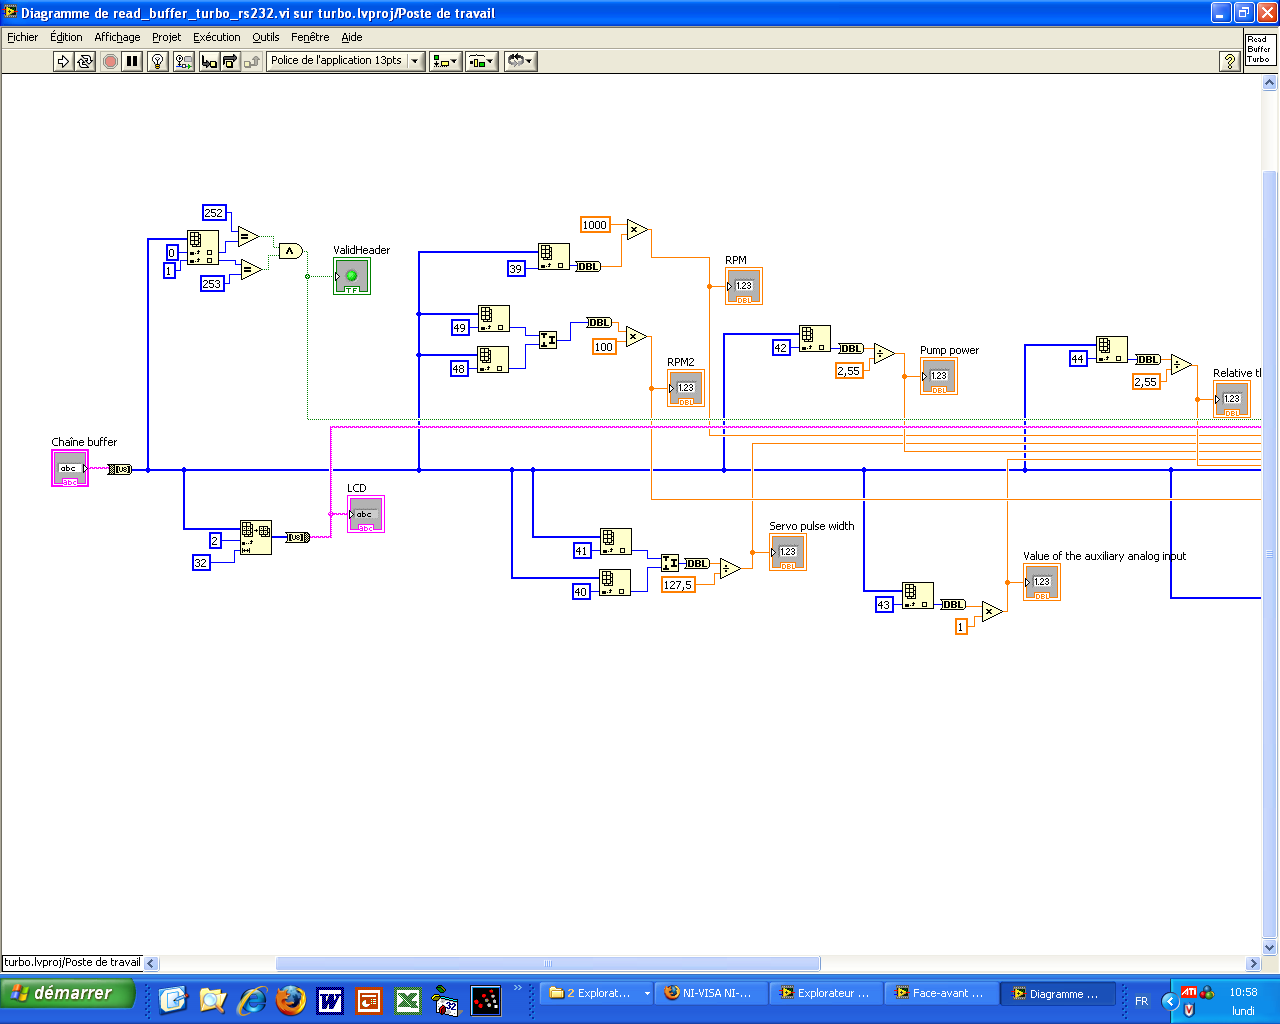 Diagramme de read_buffer_turbo_rs232.vi sur turbo.lvproj/Poste de travail
Fichier Édition Affichage Projet Exécution Outils Fenêtre Aide
Police de l'application 13pts
?
Read
Buffer
Turbo
252
0
1
253
=
=
ValidHeader
TF
1000
39
DBL
×
RPM
1.23
DBL
49
48
DBL
100
×
RPM2
1.23
DBL
42
DBL
2,55
÷
Pump power
1.23
DBL
44
DBL
2,55
÷
Relative t
1.23
DBL
Chaîne buffer
abc
abc
[U8]
2
32
[U8]
LCD
abc
abc
41
40
DBL
127,5
÷
Servo pulse width
1.23
DBL
43
DBL
1
×
Value of the auxiliary analog input
1.23
DBL
turbo.lvproj/Poste de travail
démarrer
W
X
32
»
2 Explorat...
NI-VISA NI-...
Explorateur ...
Face-avant ...
Diagramme ...
FR
ATI
10:58
lundi